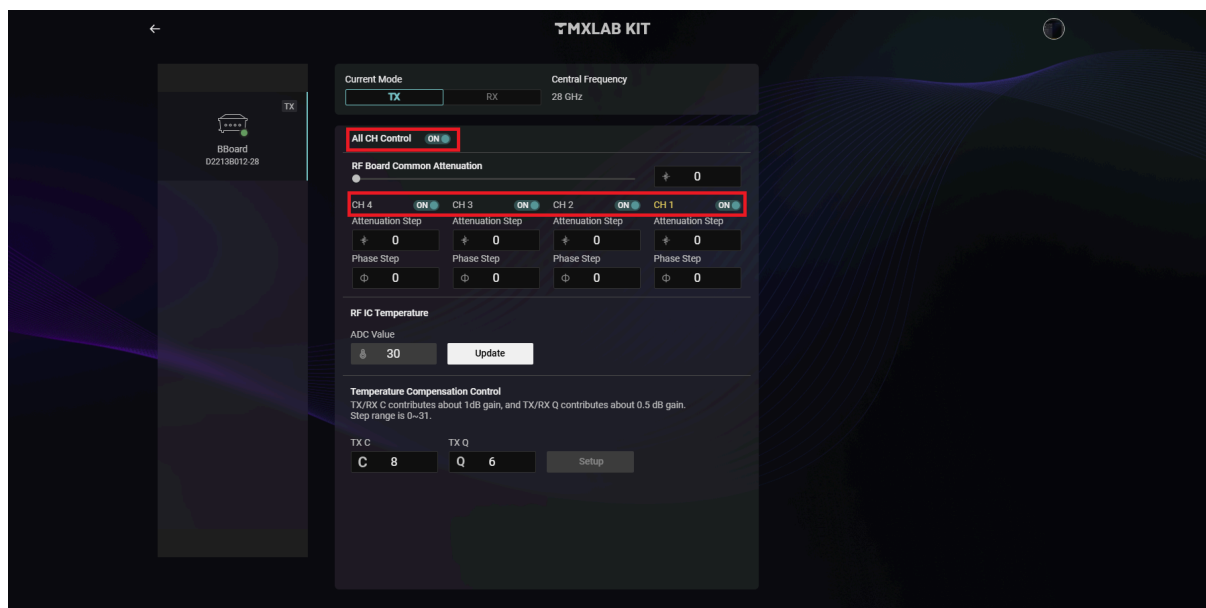 TMXLAB KIT
TX
BBoard
D2213B012-28
Current Mode
Central Frequency
TX RX 28 GHz
All CH Control ON
RF Board Common Attenuation
0
CH 4 ON CH 3 ON CH 2 ON CH 1 ON
Attenuation Step Attenuation Step Attenuation Step Attenuation Step
0 0 0 0
Phase Step Phase Step Phase Step Phase Step
Φ 0 Φ 0 Φ 0 Φ 0
RF IC Temperature
ADC Value
30 Update
Temperature Compensation Control
TX/RX C contributes about 1dB gain, and TX/RX Q contributes about 0.5 dB gain.
Step range is 0~31.
TX C TX Q
C 8 Q 6 Setup